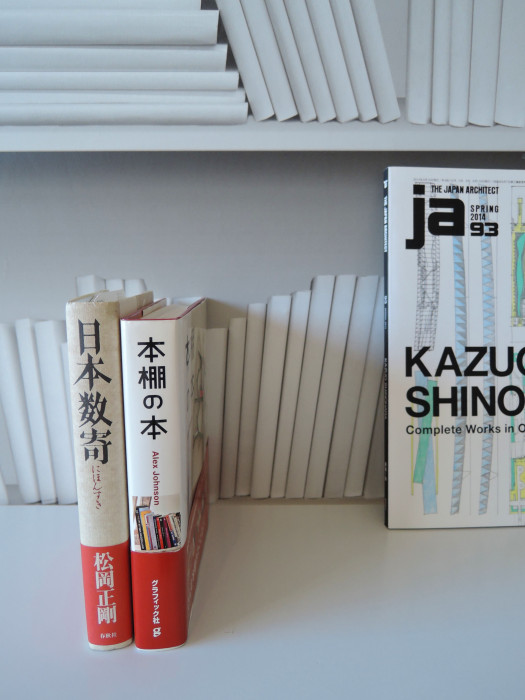 日本数寄
にほんすき
松岡正剛
春秋社
本棚の本
Alex Johnson
グラフィック社
g
THE JAPAN ARCHITECT
ja
SPRING
2014
93
KAZUO
SHINO
Complete Works in O